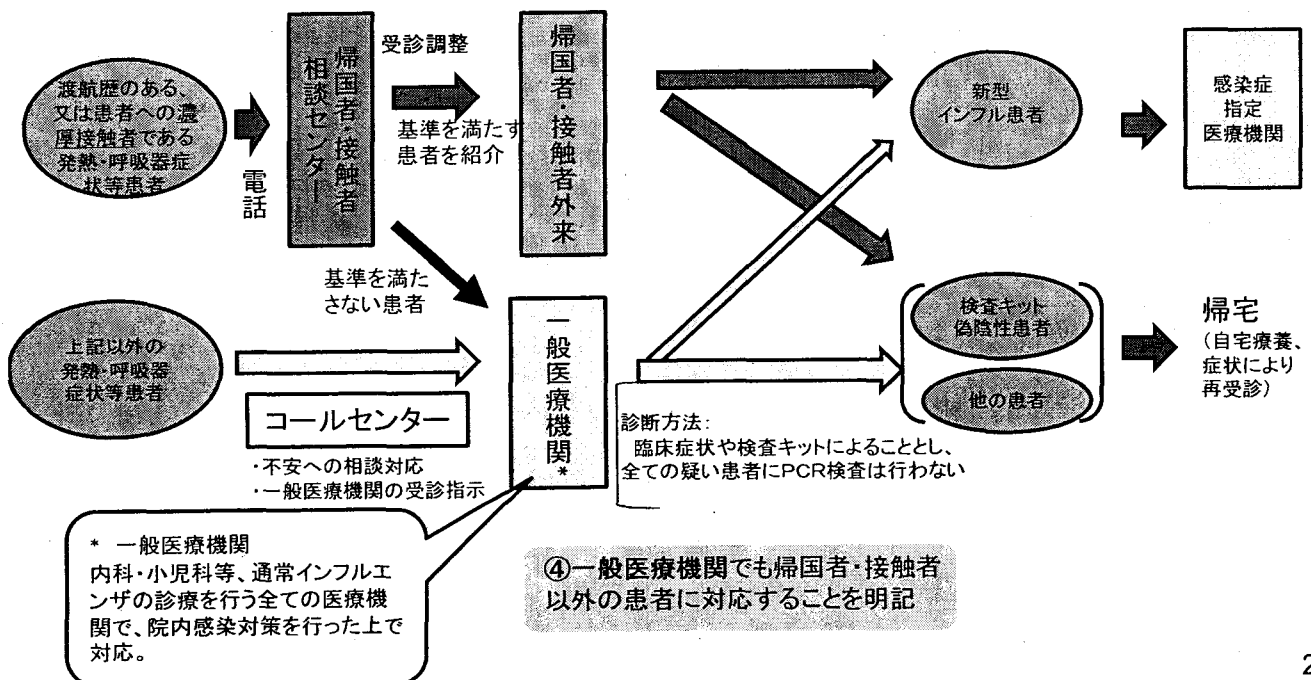 渡航歴のある、
又は患者への濃
厚接触者である
発熱・呼吸器症
状等患者
電話
帰国者・接触者
相談センター
受診調整
基準を満たす
患者を紹介
帰国者・接触者外来
新型
インフル患者
感染症
指定
医療機関
基準を満た
さない患者
上記以外の
発熱・呼吸器
症状等患者
コールセンター
・不安への相談対応
・一般医療機関の受診指示
一般医療機関*
検査キット
偽陰性患者
他の患者
帰宅
(自宅療養、
症状により
再受診)
診断方法:
臨床症状や検査キットによることとし、
全ての疑い患者にPCR検査は行わない
* 一般医療機関
内科・小児科等、通常インフルエ
ンザの診療を行う全ての医療機
関で、院内感染対策を行った上で
対応。
④一般医療機関でも帰国者・接触者
以外の患者に対応することを明記
2